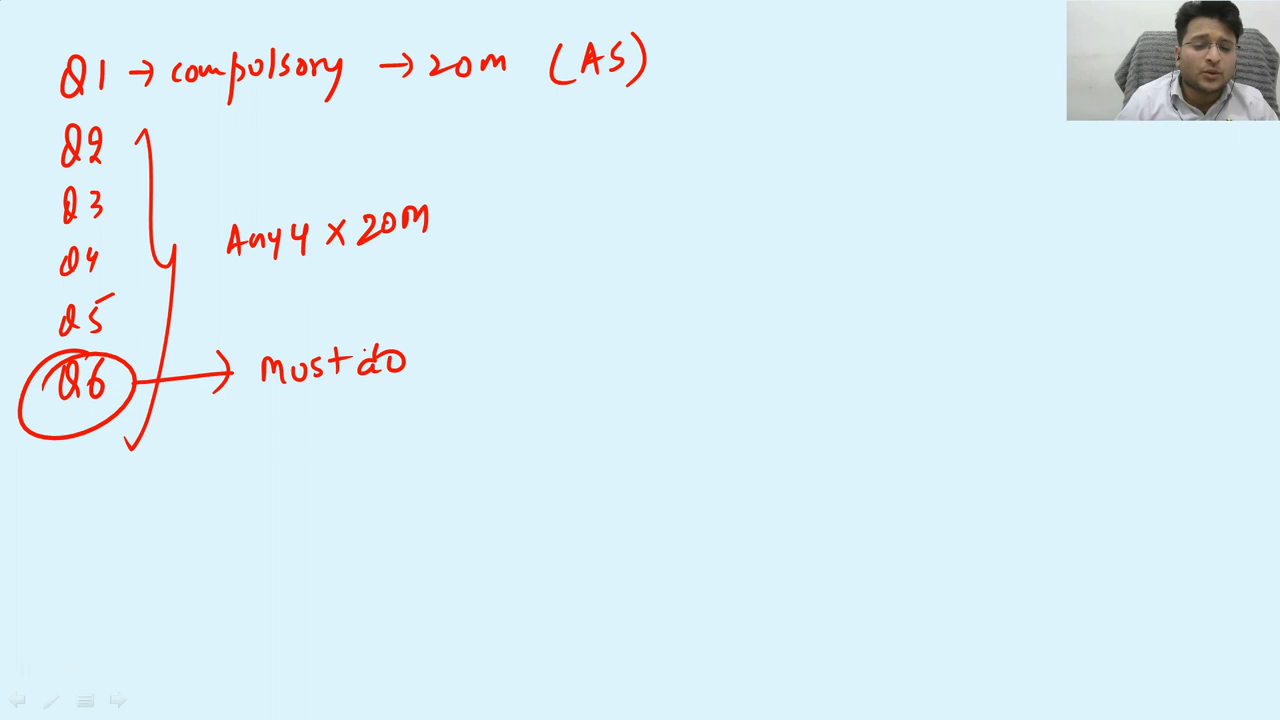 Q1 → compulsory → 20m (AS)
Q2
Q3
Any 4 x 20M
Q4
Q5
Q6 → must do